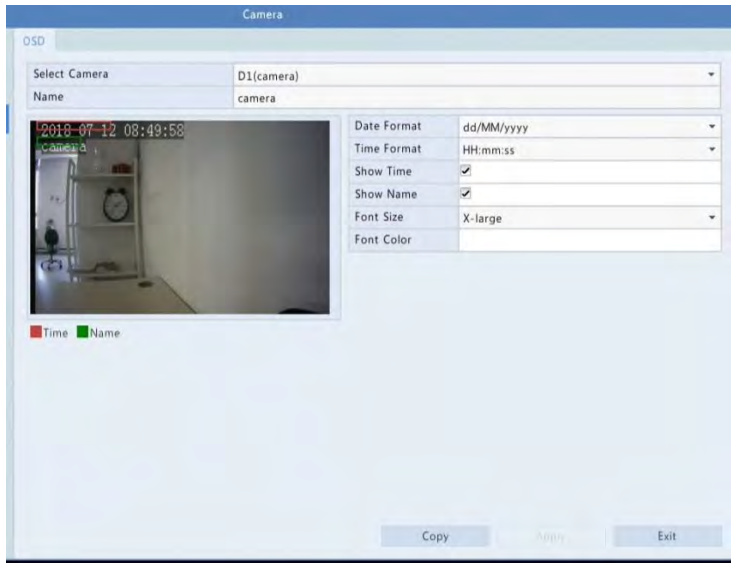 Camera
OSD
Select Camera D1(camera)
Name camera
2018 07 12 08:49:58
camera
Date Format dd/MM/yyyy
Time Format HH:mm:ss
Show Time
Show Name
Font Size X-large
Font Color
Time Name
Copy Apply Exit